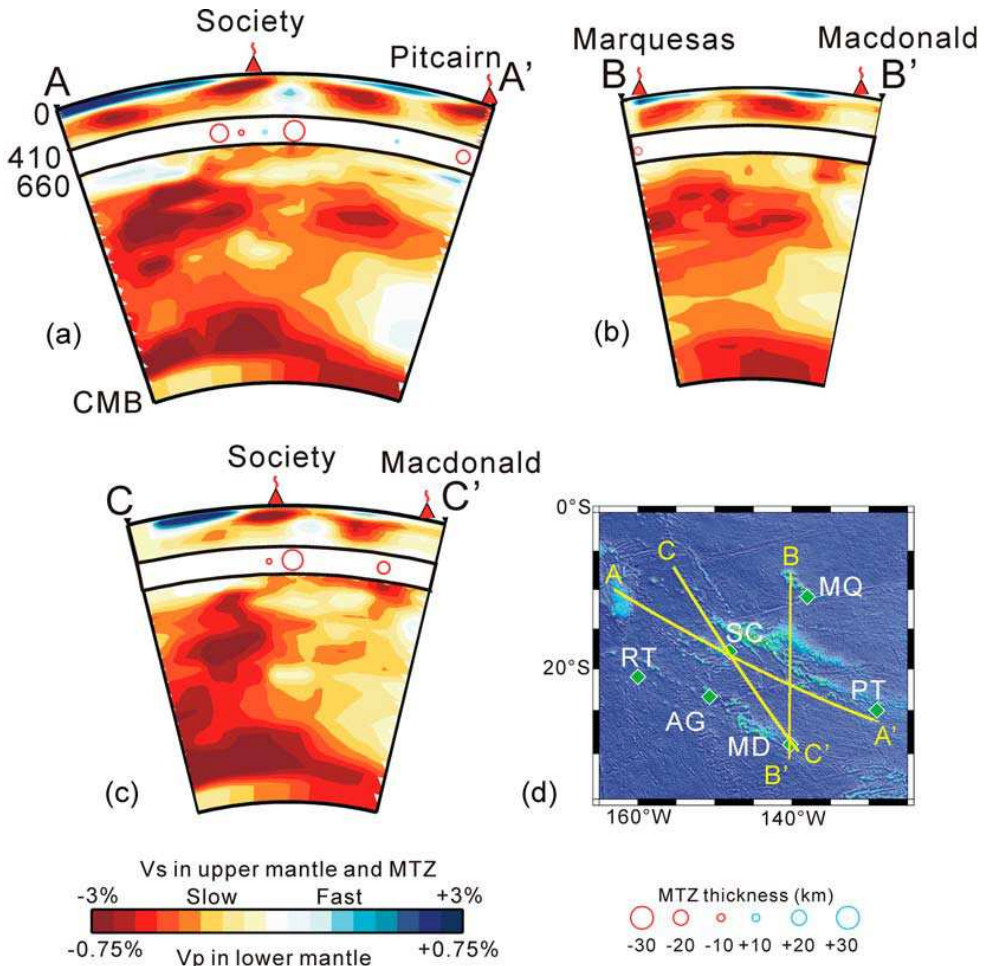 Society
Pitcairn
A
A'
0
410
660
(a)
CMB
Marquesas
Macdonald
B
B'
(b)
Society
Macdonald
C
C'
(c)
0°S
20°S
160°W
140°W
A
C
B
MQ
SC
RT
PT
AG
A'
MD
C'
B'
(d)
Vs in upper mantle and MTZ
-3% Slow Fast +3%
-0.75% Vp in lower mantle +0.75%
MTZ thickness (km)
-30 -20 -10 +10 +20 +30